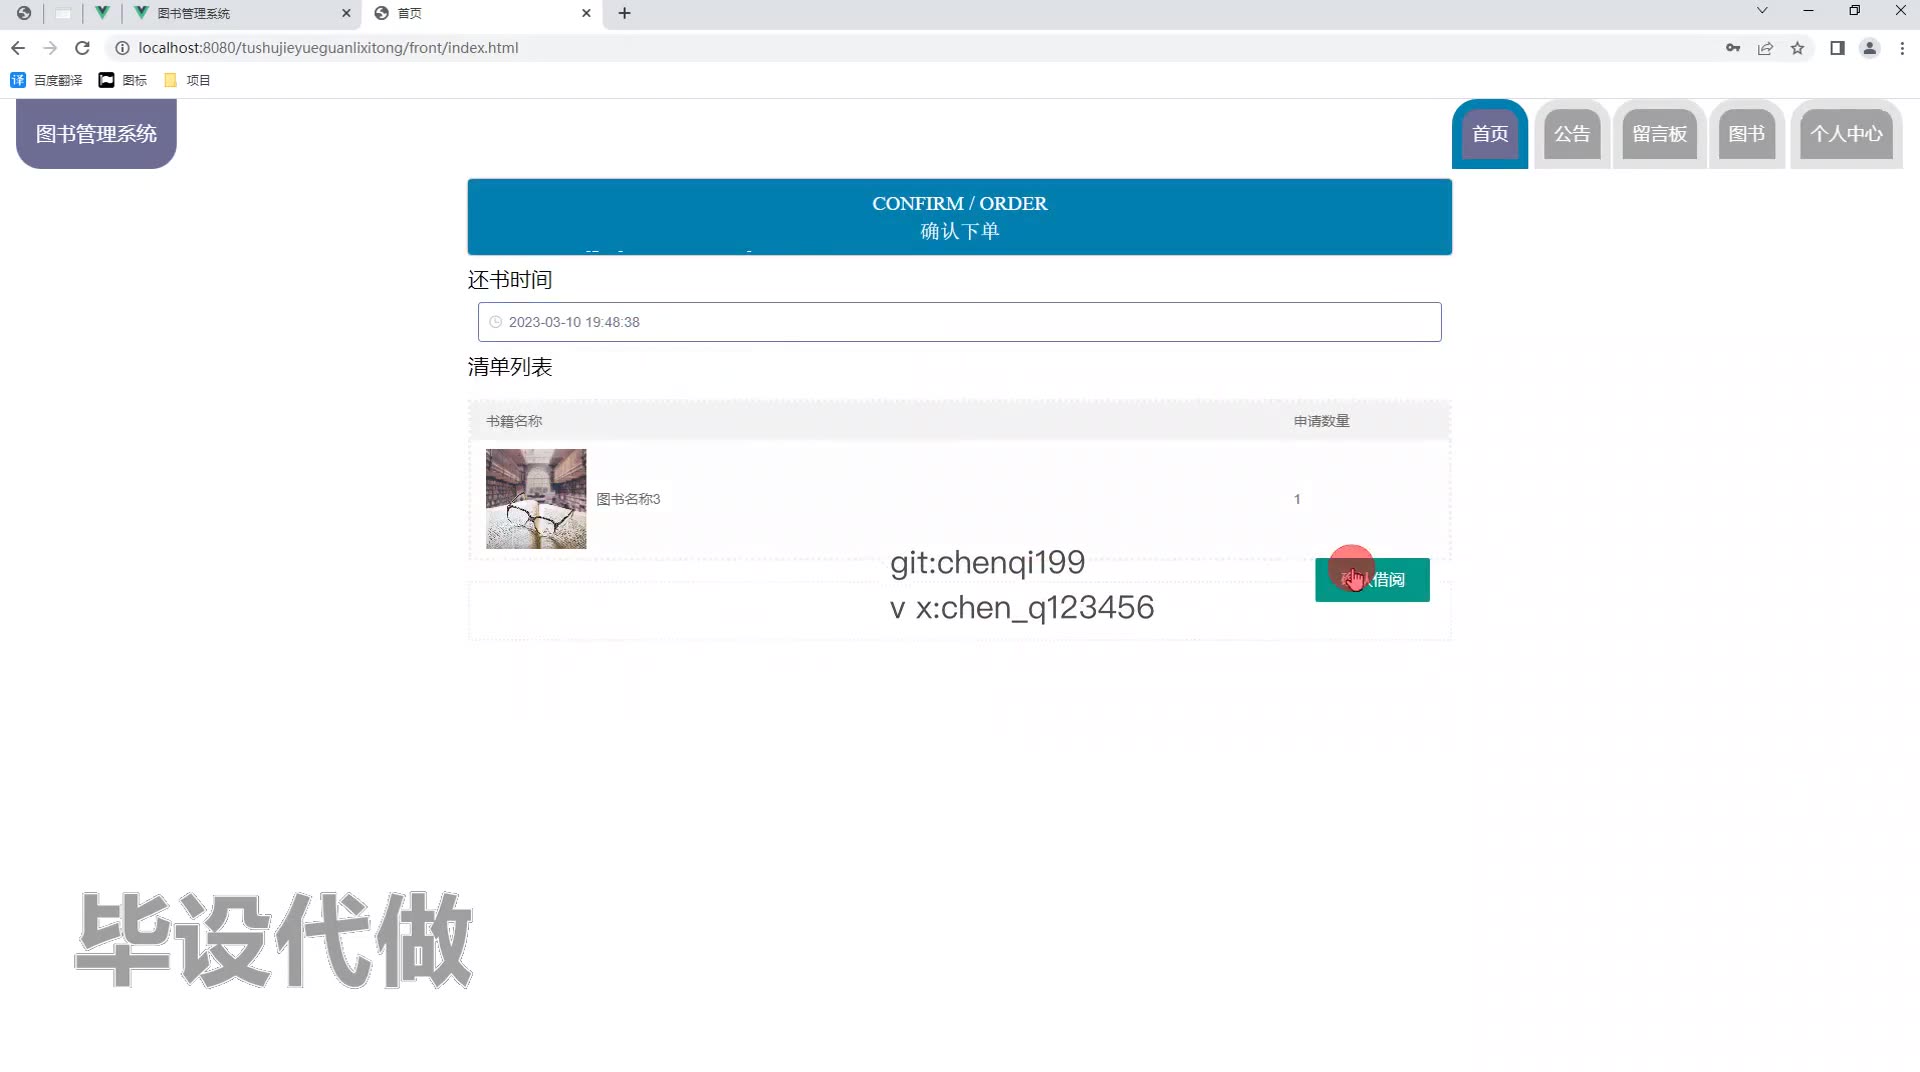 图书管理系统
首页
localhost:8080/tushujieyueguanlixitong/front/index.html
百度翻译
图标
项目
图书管理系统
首页
公告
留言板
图书
个人中心
CONFIRM / ORDER
确认下单
还书时间
2023-03-10 19:48:38
清单列表
书籍名称
申请数量
图书名称3
1
git:chenqi199
v x:chen_q123456
借阅
毕设代做